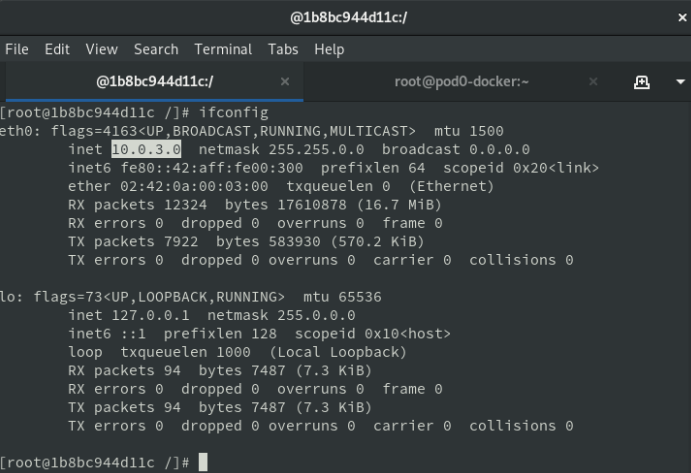 @1b8bc944d11c:/
×
File Edit View Search Terminal Tabs Help
@1b8bc944d11c:/ × root@pod0-docker:~ ×
[root@1b8bc944d11c /]# ifconfig
eth0: flags=4163<UP,BROADCAST,RUNNING,MULTICAST>  mtu 1500
        inet 10.0.3.0  netmask 255.255.0.0  broadcast 0.0.0.0
        inet6 fe80::42:aff:fe00:300  prefixlen 64  scopeid 0x20<link>
        ether 02:42:0a:00:03:00  txqueuelen 0  (Ethernet)
        RX packets 12324  bytes 17610878 (16.7 MiB)
        RX errors 0  dropped 0  overruns 0  frame 0
        TX packets 7922  bytes 583930 (570.2 KiB)
        TX errors 0  dropped 0 overruns 0  carrier 0  collisions 0
lo: flags=73<UP,LOOPBACK,RUNNING>  mtu 65536
        inet 127.0.0.1  netmask 255.0.0.0
        inet6 ::1  prefixlen 128  scopeid 0x10<host>
        loop  txqueuelen 1000  (Local Loopback)
        RX packets 94  bytes 7487 (7.3 KiB)
        RX errors 0  dropped 0  overruns 0  frame 0
        TX packets 94  bytes 7487 (7.3 KiB)
        TX errors 0  dropped 0 overruns 0  carrier 0  collisions 0
[root@1b8bc944d11c /]#